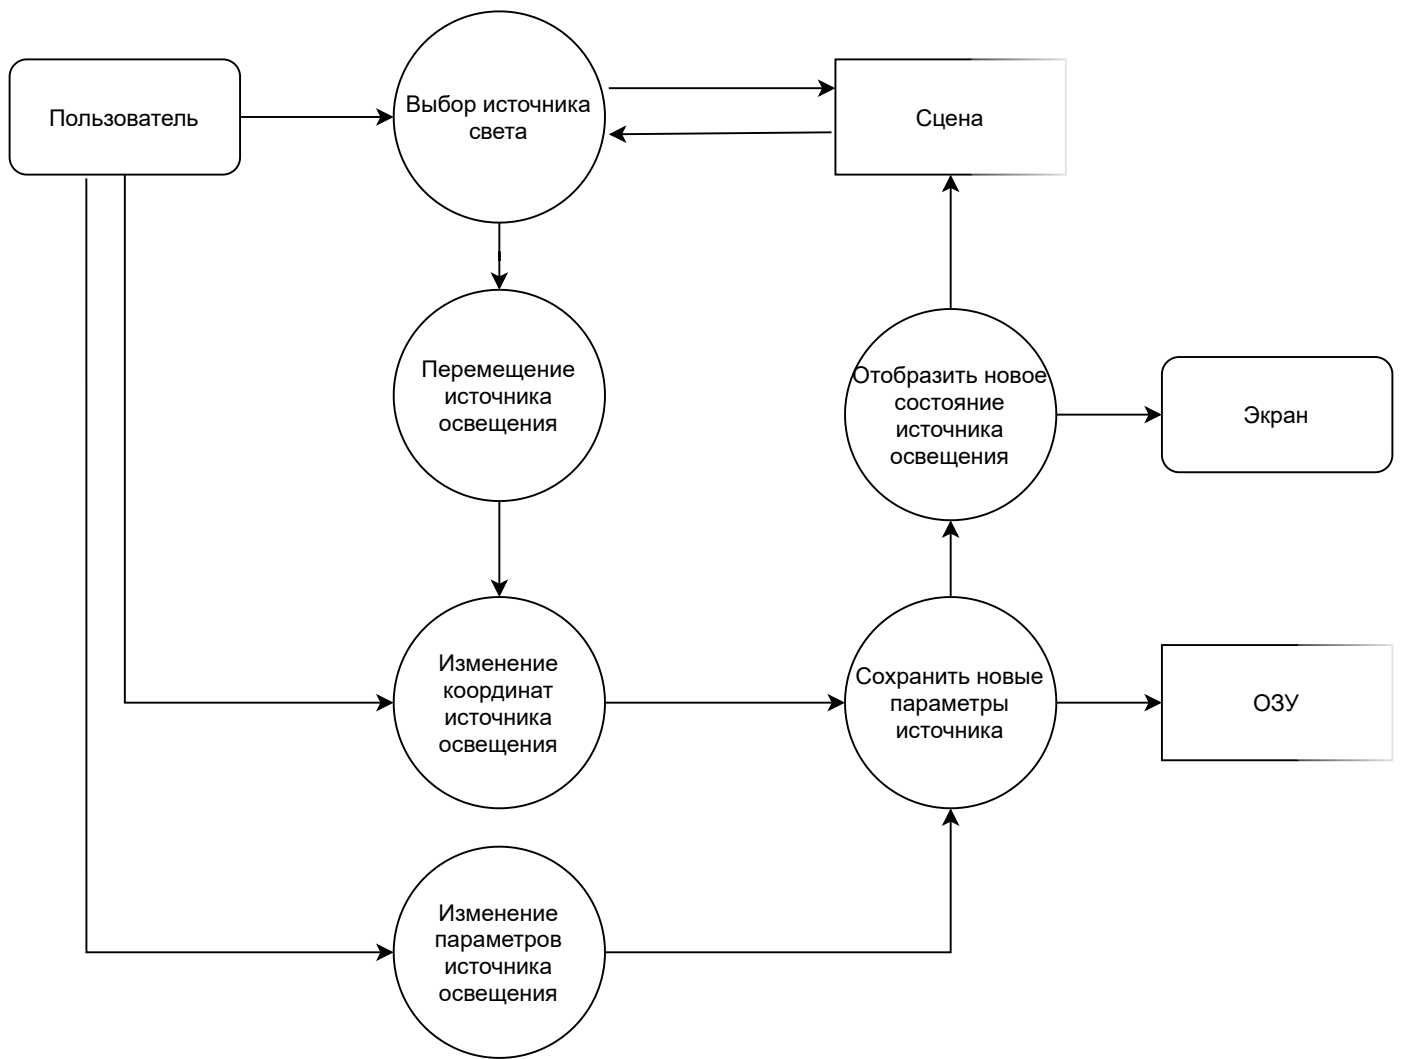 Пользователь
Выбор источника
света
Сцена
Перемещение
источника
освещения
Отобразить новое
состояние
источника
освещения
Экран
Изменение
координат
источника
освещения
Сохранить новые
параметры
источника
ОЗУ
Изменение
параметров
источника
освещения